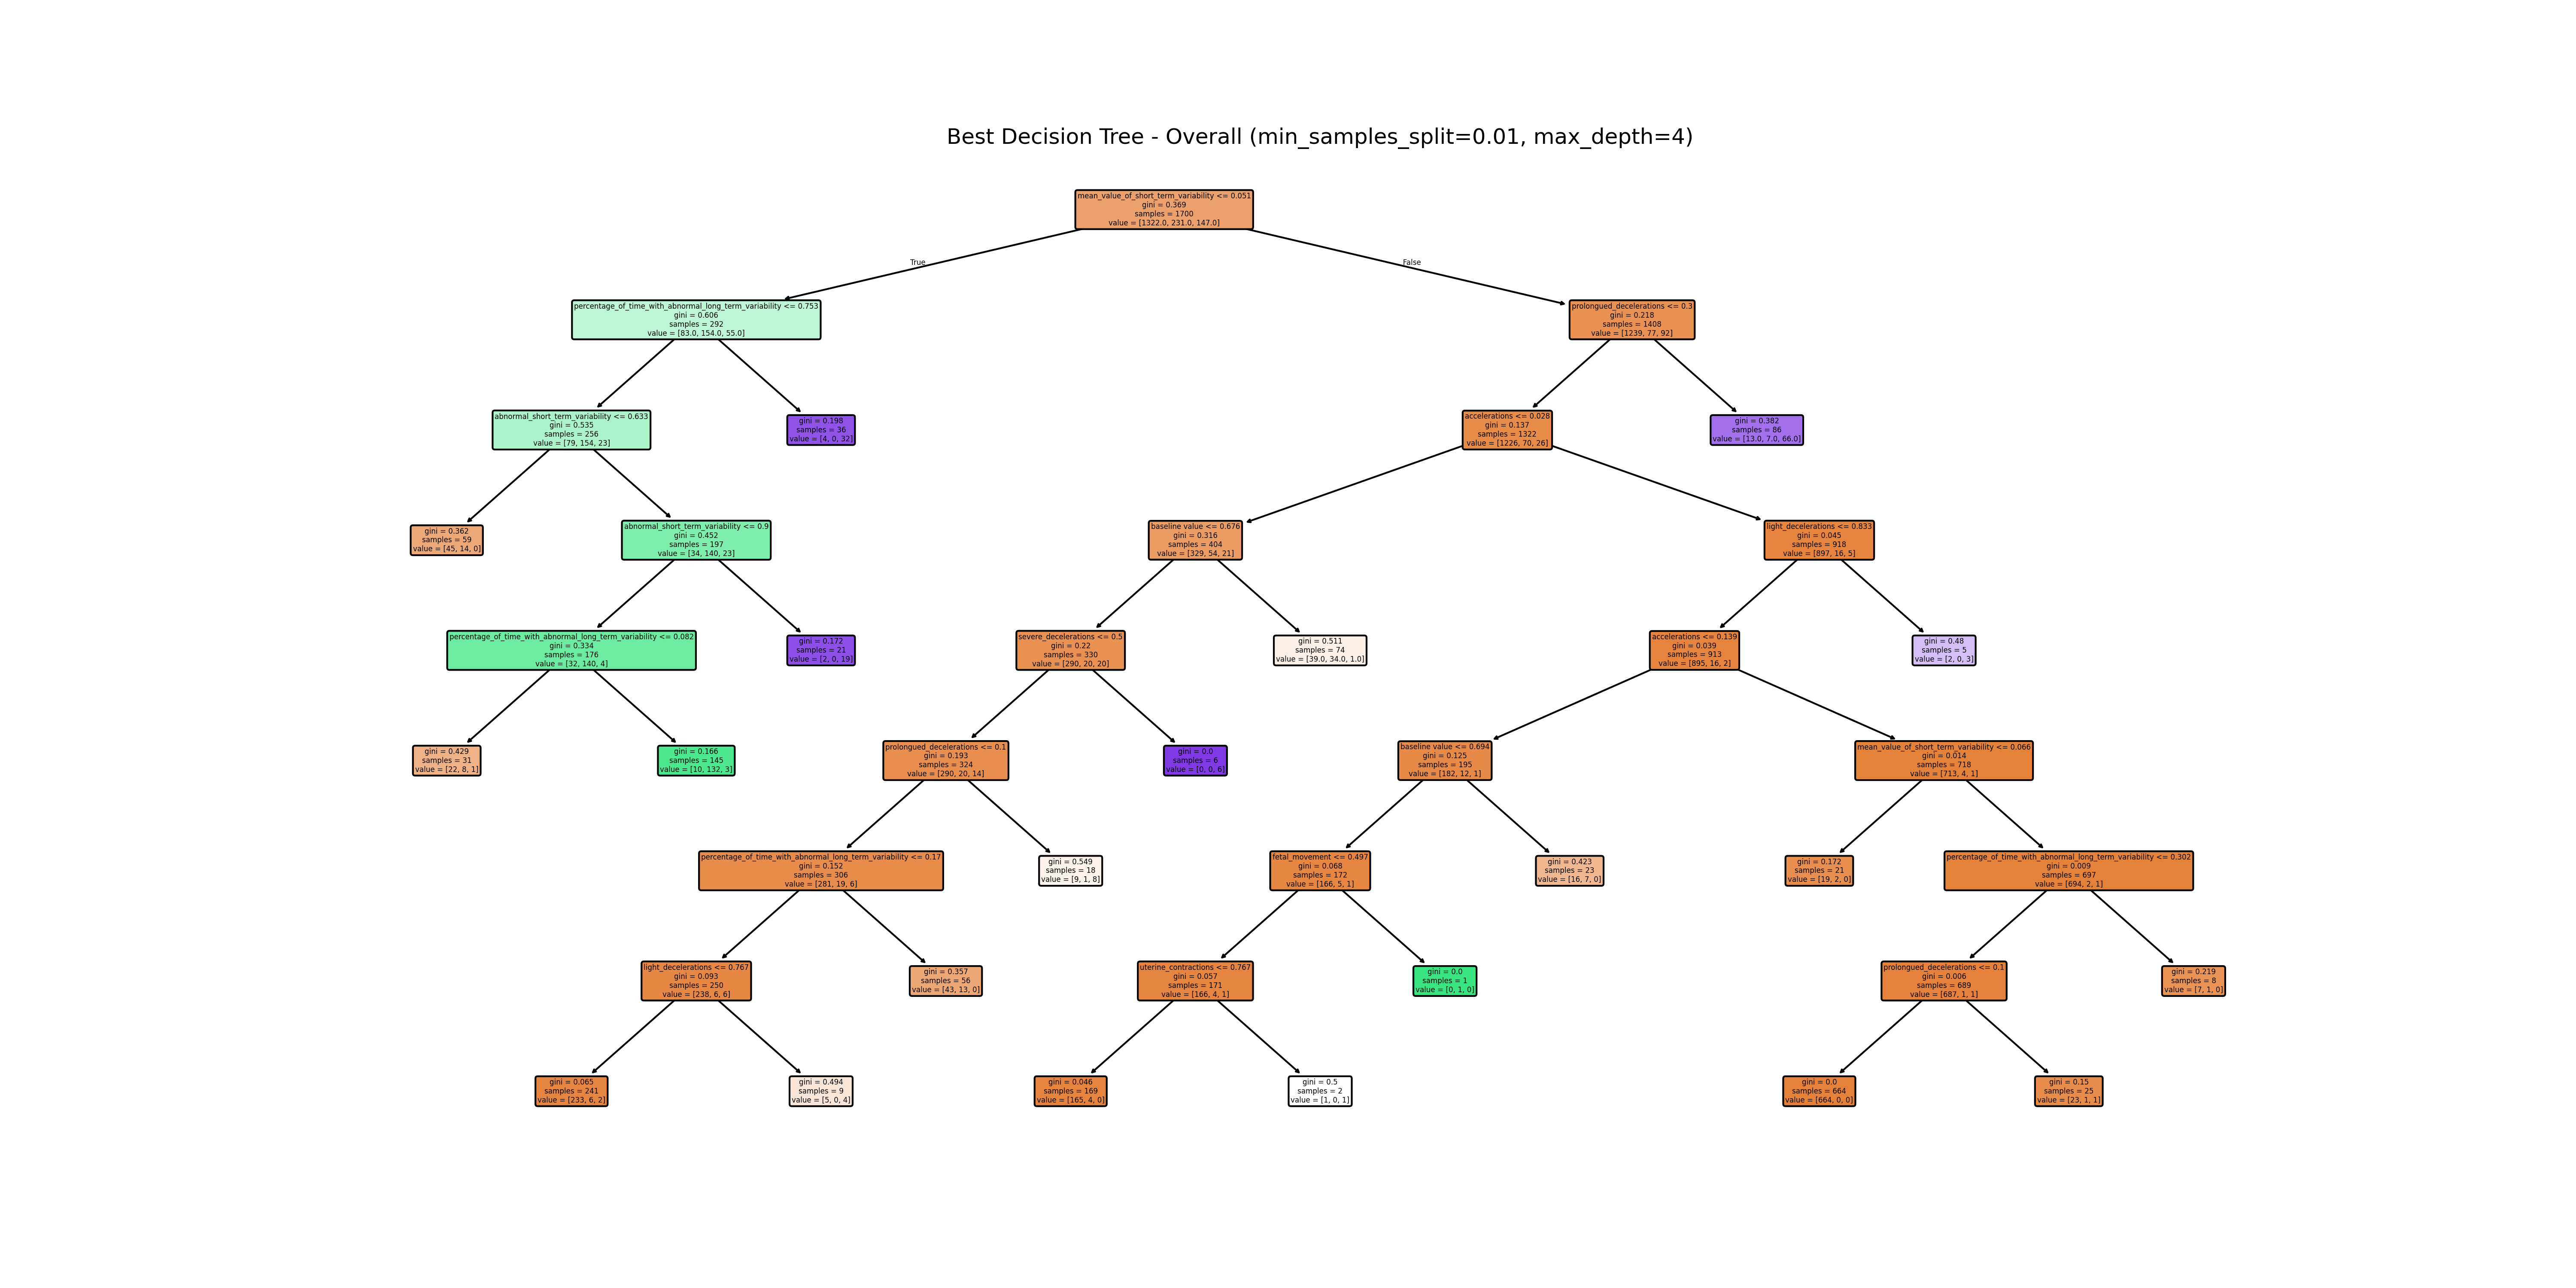 Best Decision Tree - Overall (min_samples_split=0.01, max_depth=4)
mean_value_of_short_term_variability <= 0.051
gini = 0.369
samples = 1700
value = [1322.0, 231.0, 147.0]
True
False
percentage_of_time_with_abnormal_long_term_variability <= 0.753
gini = 0.606
samples = 292
value = [83.0, 154.0, 55.0]
prolongued_decelerations <= 0.3
gini = 0.218
samples = 1408
value = [1239, 77, 92]
abnormal_short_term_variability <= 0.633
gini = 0.535
samples = 256
value = [79, 154, 23]
gini = 0.198
samples = 36
value = [4, 0, 32]
accelerations <= 0.028
gini = 0.137
samples = 1322
value = [1226, 70, 26]
gini = 0.382
samples = 86
value = [13.0, 7.0, 66.0]
gini = 0.362
samples = 59
value = [45, 14, 0]
abnormal_short_term_variability <= 0.9
gini = 0.452
samples = 197
value = [34, 140, 23]
baseline value <= 0.676
gini = 0.316
samples = 404
value = [329, 54, 21]
light_decelerations <= 0.833
gini = 0.045
samples = 918
value = [897, 16, 5]
percentage_of_time_with_abnormal_long_term_variability <= 0.082
gini = 0.334
samples = 176
value = [32, 140, 4]
gini = 0.172
samples = 21
value = [2, 0, 19]
severe_decelerations <= 0.5
gini = 0.22
samples = 330
value = [290, 20, 20]
gini = 0.511
samples = 74
value = [39.0, 34.0, 1.0]
accelerations <= 0.139
gini = 0.039
samples = 913
value = [895, 16, 2]
gini = 0.48
samples = 5
value = [2, 0, 3]
gini = 0.429
samples = 31
value = [22, 8, 1]
gini = 0.166
samples = 145
value = [10, 132, 3]
prolongued_decelerations <= 0.1
gini = 0.193
samples = 324
value = [290, 20, 14]
gini = 0.0
samples = 6
value = [0, 0, 6]
baseline value <= 0.694
gini = 0.125
samples = 195
value = [182, 12, 1]
mean_value_of_short_term_variability <= 0.066
gini = 0.014
samples = 718
value = [713, 4, 1]
percentage_of_time_with_abnormal_long_term_variability <= 0.17
gini = 0.152
samples = 306
value = [281, 19, 6]
gini = 0.549
samples = 18
value = [9, 1, 8]
fetal_movement <= 0.497
gini = 0.068
samples = 172
value = [166, 5, 1]
gini = 0.423
samples = 23
value = [16, 7, 0]
gini = 0.172
samples = 21
value = [19, 2, 0]
percentage_of_time_with_abnormal_long_term_variability <= 0.302
gini = 0.009
samples = 697
value = [694, 2, 1]
light_decelerations <= 0.767
gini = 0.093
samples = 250
value = [238, 6, 6]
gini = 0.357
samples = 56
value = [43, 13, 0]
uterine_contractions <= 0.767
gini = 0.057
samples = 171
value = [166, 4, 1]
gini = 0.0
samples = 1
value = [0, 1, 0]
prolongued_decelerations <= 0.1
gini = 0.006
samples = 689
value = [687, 1, 1]
gini = 0.219
samples = 8
value = [7, 1, 0]
gini = 0.065
samples = 241
value = [233, 6, 2]
gini = 0.494
samples = 9
value = [5, 0, 4]
gini = 0.046
samples = 169
value = [165, 4, 0]
gini = 0.5
samples = 2
value = [1, 0, 1]
gini = 0.0
samples = 664
value = [664, 0, 0]
gini = 0.15
samples = 25
value = [23, 1, 1]